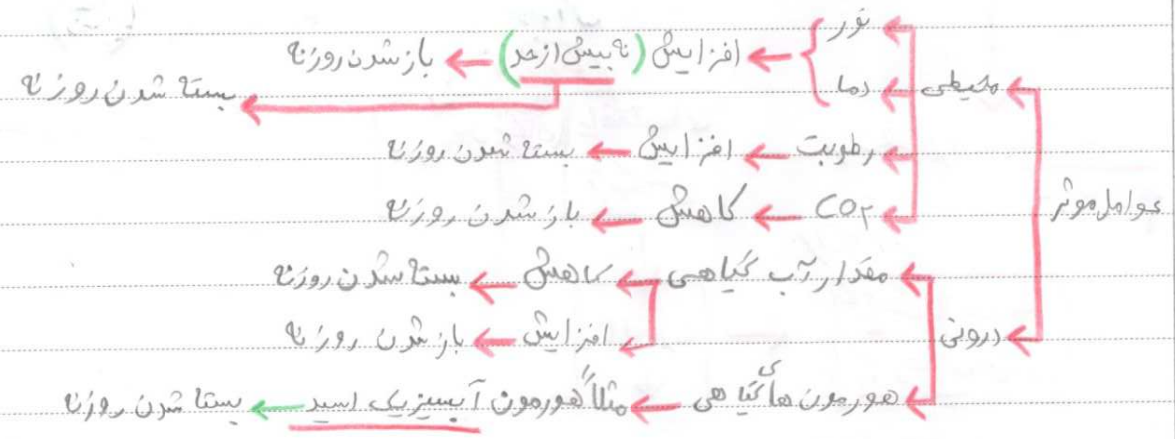 نور
افزایش (نه بیش از حد) باز شدن روزنه
محیطی دما بسته شدن روزنه
رطوبت افزایش بسته شدن روزنه
عوامل موثر CO₂ کاهش باز شدن روزنه
مقدار آب گیاهی کاهش بسته شدن روزنه
درونی افزایش باز شدن روزنه
هورمون های گیاهی مثلاً هورمون آبسیزیک اسید بسته شدن روزنه